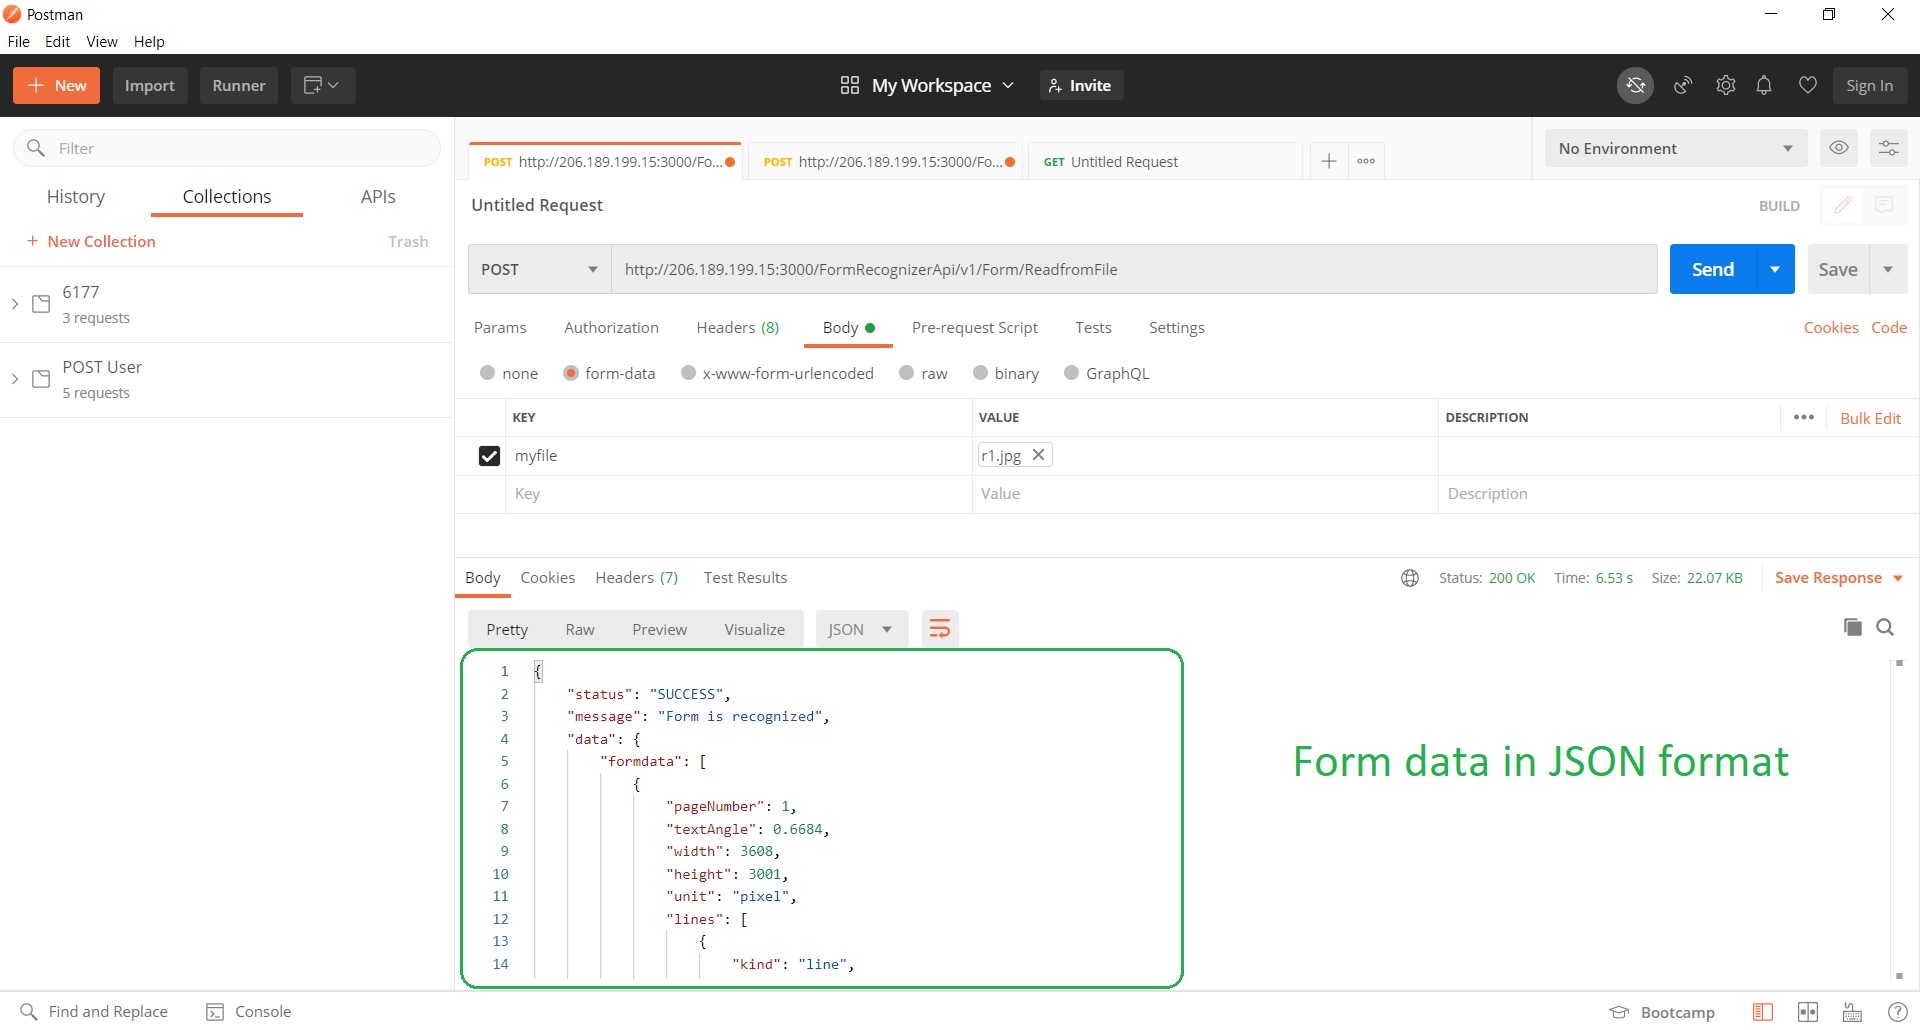 Postman
File Edit View Help
New Import Runner My Workspace Invite Sign In
Filter
History Collections APIs
+ New Collection Trash
6177
3 requests
POST User
5 requests
POST http://206.189.199.15:3000/Fo... POST http://206.189.199.15:3000/Fo... GET Untitled Request
No Environment
Untitled Request BUILD
POST http://206.189.199.15:3000/FormRecognizerApi/v1/Form/ReadfromFile Send Save
Params Authorization Headers (8) Body Pre-request Script Tests Settings Cookies Code
none form-data x-www-form-urlencoded raw binary GraphQL
KEY VALUE DESCRIPTION Bulk Edit
myfile r1.jpg
Key Value Description
Body Cookies Headers (7) Test Results Status: 200 OK Time: 6.53 s Size: 22.07 KB Save Response
Pretty Raw Preview Visualize JSON
1 {
2 "status": "SUCCESS",
3 "message": "Form is recognized",
4 "data": {
5 "formdata": [
6 {
7 "pageNumber": 1,
8 "textAngle": 0.6684,
9 "width": 3608,
10 "height": 3001,
11 "unit": "pixel",
12 "lines": [
13 {
14 "kind": "line",
Form data in JSON format
Find and Replace Console Bootcamp